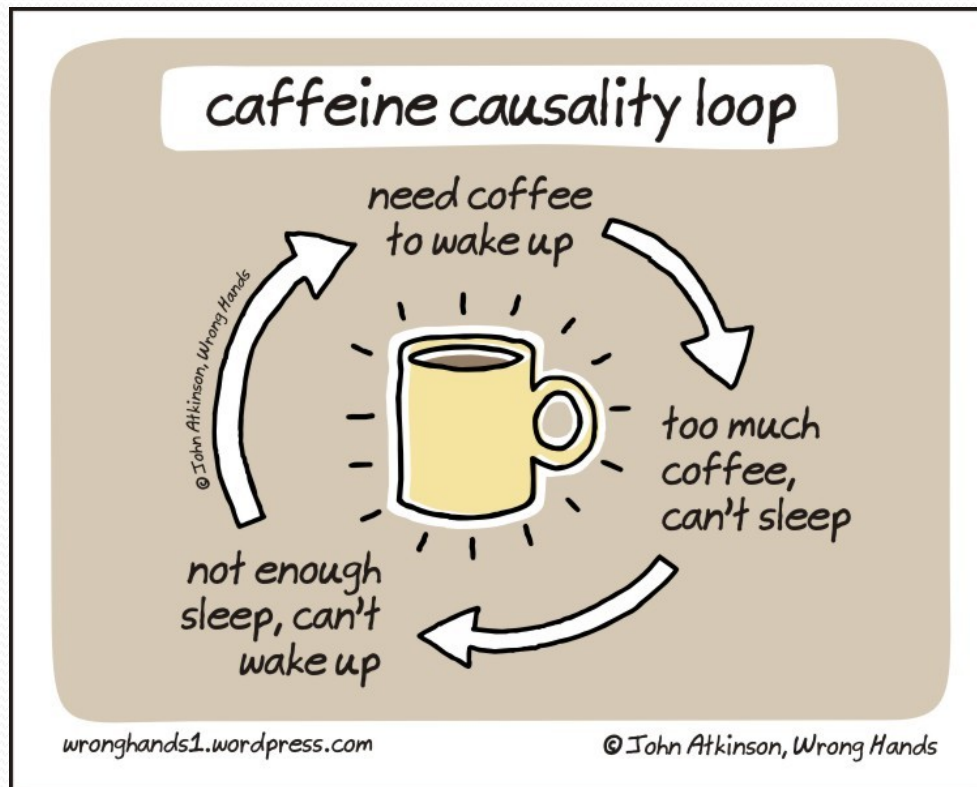 caffeine causality loop
need coffee
to wake up
too much
coffee,
can't sleep
not enough
sleep, can't
wake up
© John Atkinson, Wrong Hands
wronghands1.wordpress.com
© John Atkinson, Wrong Hands